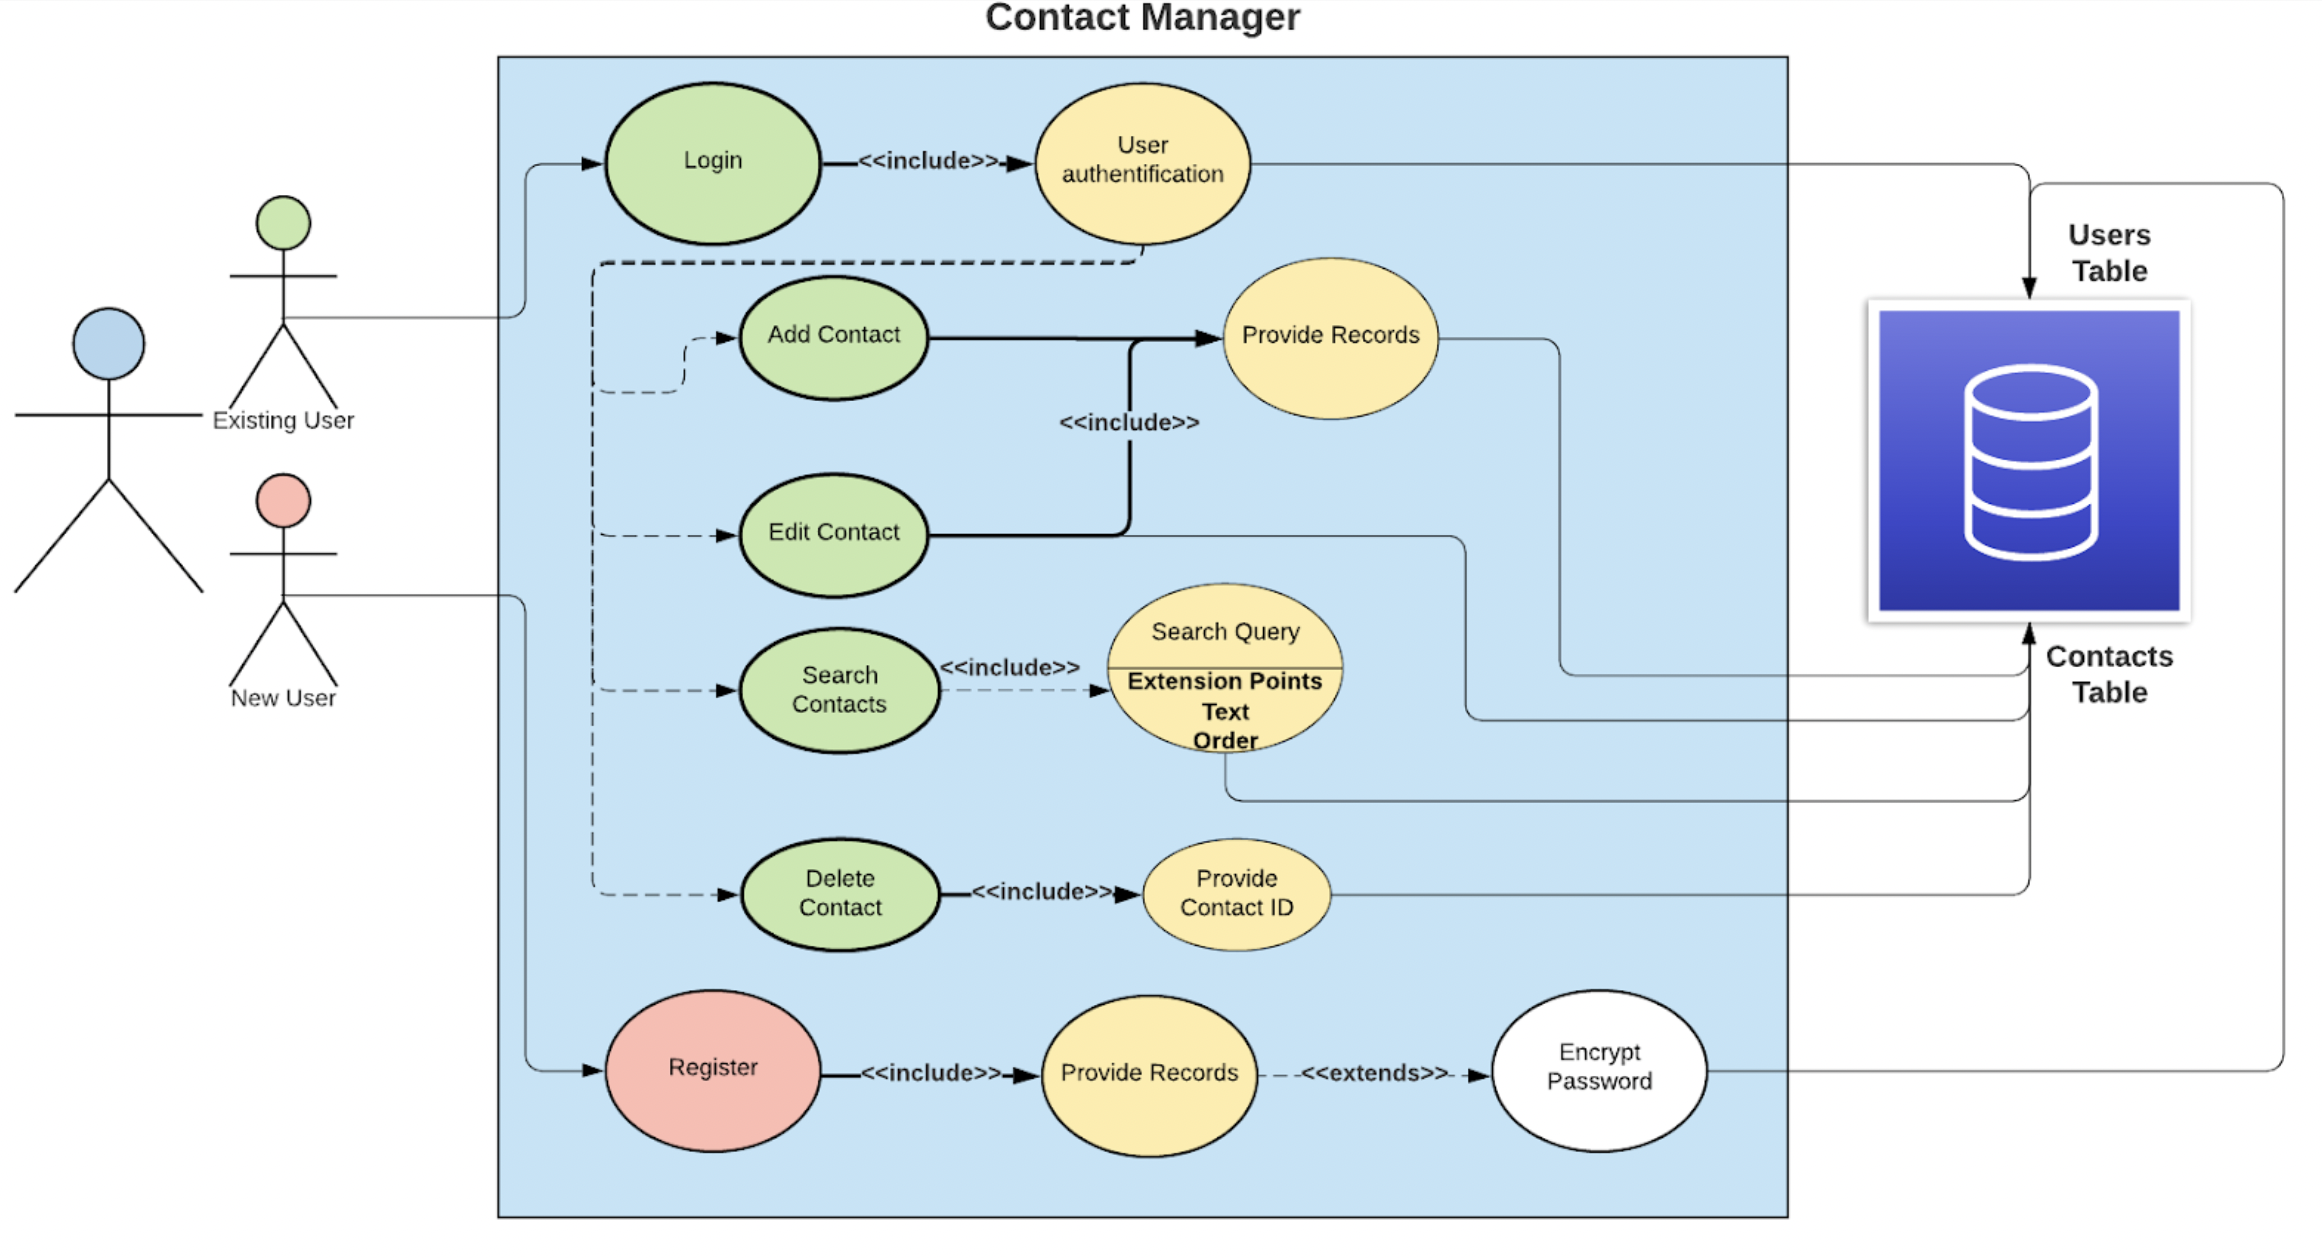 Contact Manager
Login
<<include>>
User
authentification
Users
Table
Existing User
Add Contact
Provide Records
<<include>>
Edit Contact
New User
Search
Contacts
<<include>>
Search Query
Extension Points
Text
Order
Contacts
Table
Delete
Contact
<<include>>
Provide
Contact ID
Register
<<include>>
Provide Records
<<extends>>
Encrypt
Password